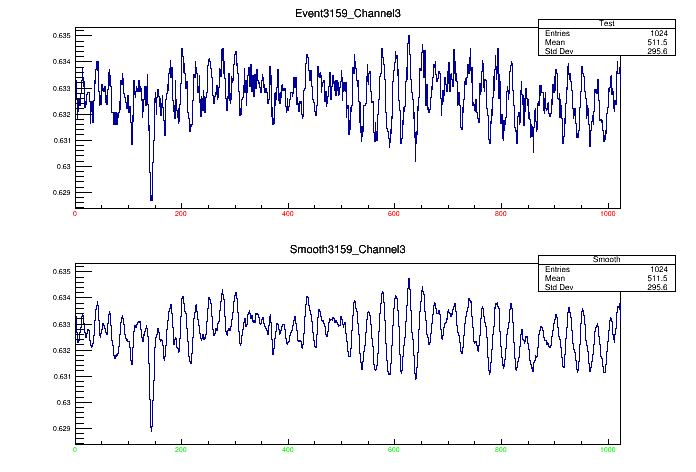 Event3159_Channel3
Test
Entries 1024
Mean 511.5
Std Dev 295.6
0.635
0.634
0.633
0.632
0.631
0.63
0.629
0 200 400 600 800 1000
Smooth3159_Channel3
Smooth
Entries 1024
Mean 511.5
Std Dev 295.6
0.635
0.634
0.633
0.632
0.631
0.63
0.629
0 200 400 600 800 1000